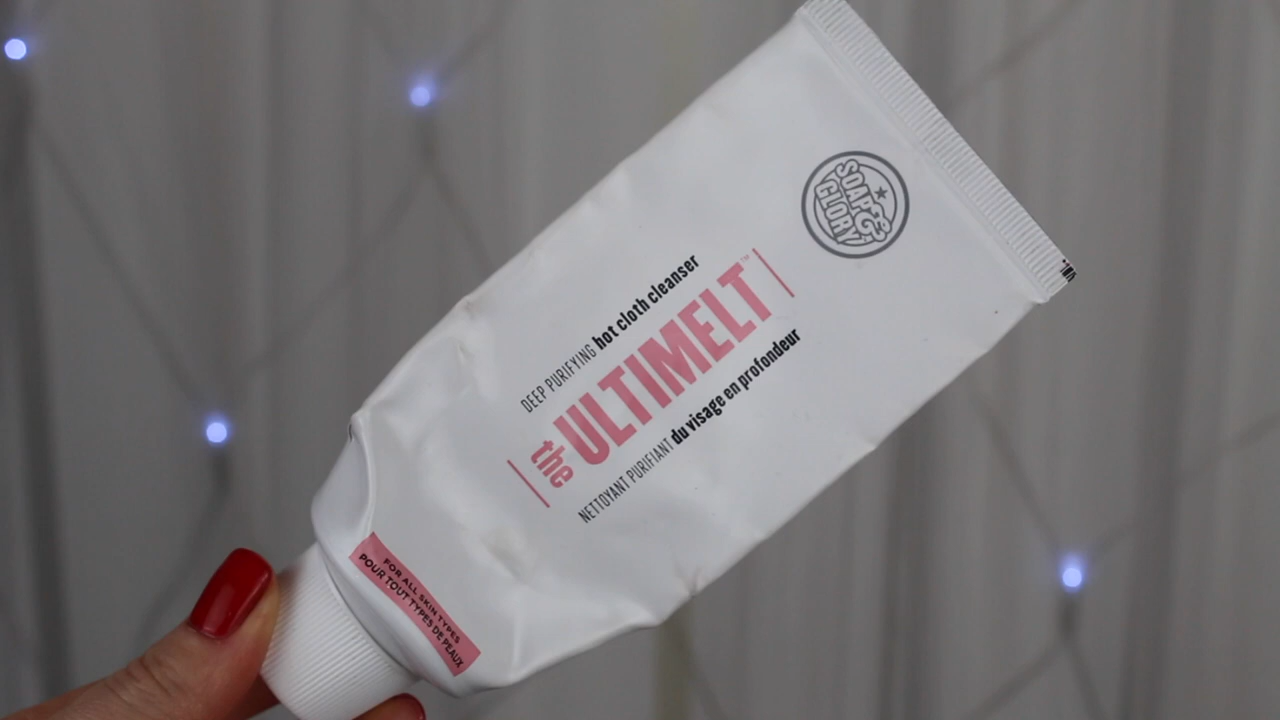 SOAP &
GLORY
DEEP PURIFYING hot cloth cleanser
the ULTIMELT™
NETTOYANT PURIFIANT du visage en profondeur
FOR ALL SKIN TYPES
POUR TOUT TYPES DE PEAUX